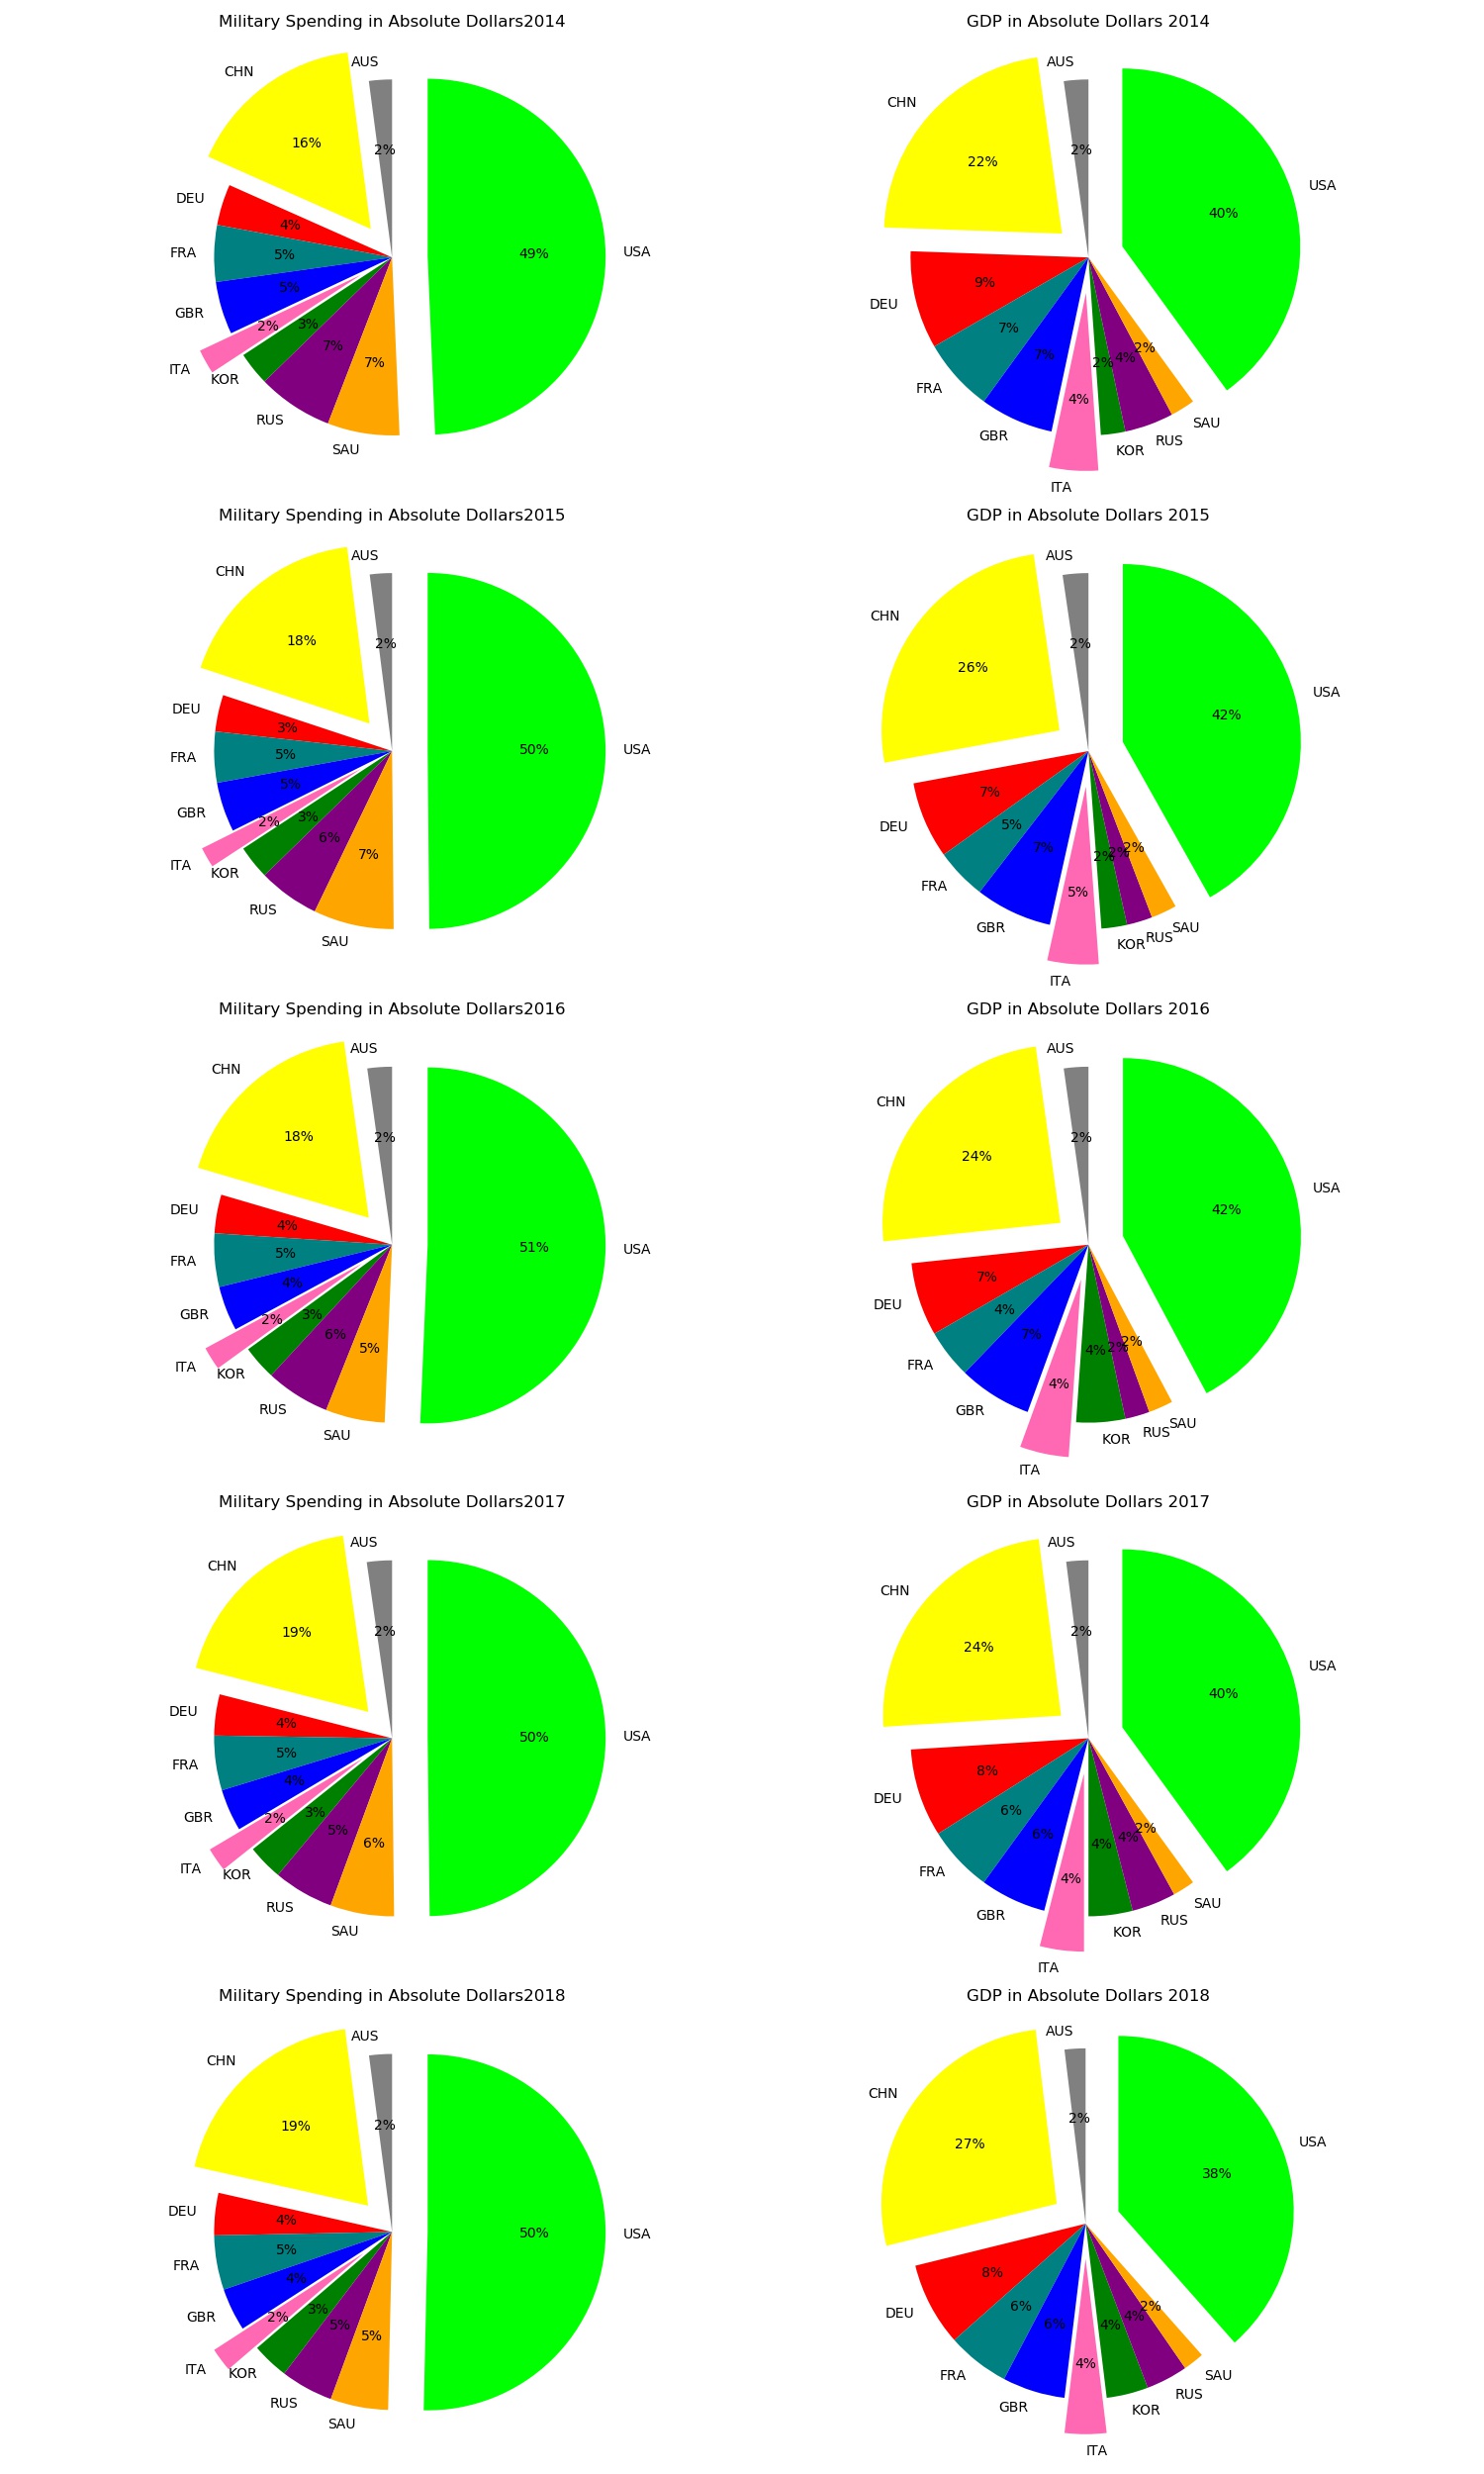 Military Spending in Absolute Dollars2014
AUS
CHN
16%
2%
DEU
4%
FRA
5%
49%
USA
GBR
5%
ITA
2%
KOR
3%
RUS
7%
SAU
7%
GDP in Absolute Dollars 2014
AUS
CHN
22%
2%
USA
40%
DEU
9%
FRA
7%
GBR
7%
ITA
4%
KOR
2%
RUS
4%
SAU
2%
Military Spending in Absolute Dollars2015
AUS
CHN
18%
2%
DEU
3%
FRA
5%
50%
USA
GBR
5%
ITA
2%
KOR
3%
RUS
6%
SAU
7%
GDP in Absolute Dollars 2015
AUS
CHN
26%
2%
USA
42%
DEU
7%
FRA
5%
GBR
7%
ITA
5%
KOR
2%
RUS
2%
SAU
2%
Military Spending in Absolute Dollars2016
AUS
CHN
18%
2%
DEU
4%
FRA
5%
51%
USA
GBR
4%
ITA
2%
KOR
3%
RUS
6%
SAU
5%
GDP in Absolute Dollars 2016
AUS
CHN
24%
2%
USA
42%
DEU
7%
FRA
4%
GBR
7%
ITA
4%
KOR
4%
RUS
2%
SAU
2%
Military Spending in Absolute Dollars2017
AUS
CHN
19%
2%
DEU
4%
FRA
5%
50%
USA
GBR
4%
ITA
2%
KOR
3%
RUS
5%
SAU
6%
GDP in Absolute Dollars 2017
AUS
CHN
24%
2%
USA
40%
DEU
8%
FRA
6%
GBR
6%
ITA
4%
KOR
4%
RUS
4%
SAU
2%
Military Spending in Absolute Dollars2018
AUS
CHN
19%
2%
DEU
4%
FRA
5%
50%
USA
GBR
4%
ITA
2%
KOR
3%
RUS
5%
SAU
5%
GDP in Absolute Dollars 2018
AUS
CHN
27%
2%
USA
38%
DEU
8%
FRA
6%
GBR
6%
ITA
4%
KOR
4%
RUS
4%
SAU
2%